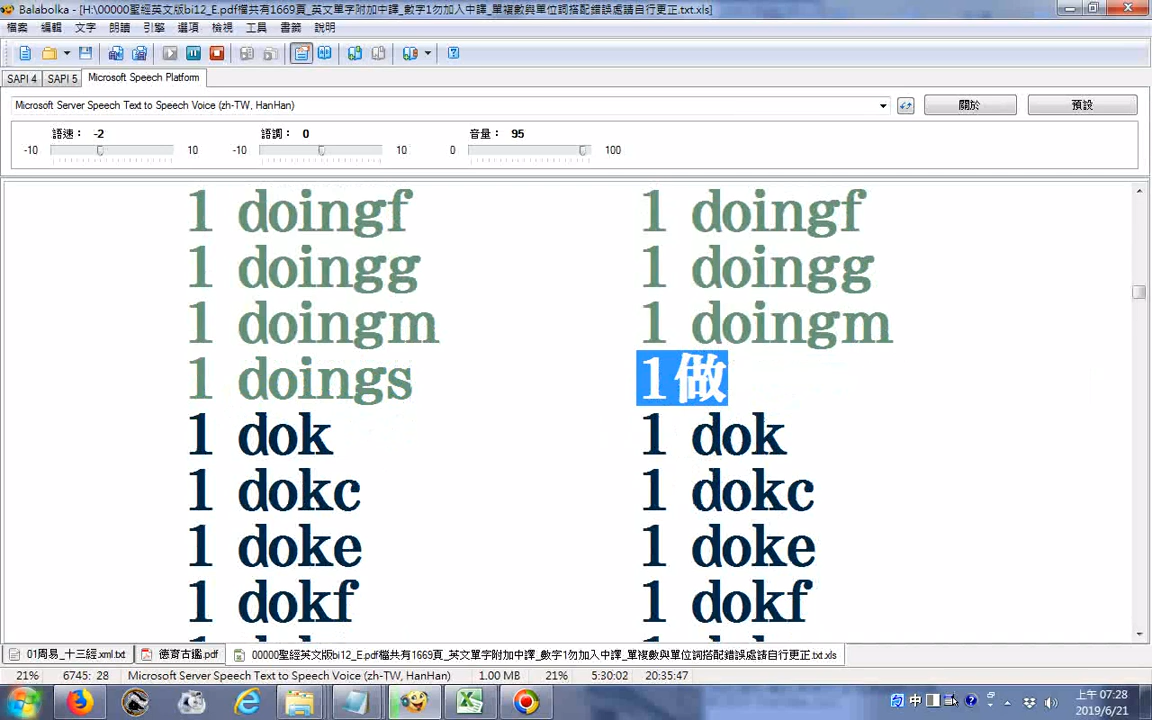 Balabolka - [H:\00000聖經英文版bi12_E.pdf檔共有1669頁_英文單字附加中譯_數字1勿加入中譯_單複數與單位詞搭配錯誤處請自行更正.txt.xls]
檔案 編輯 文字 朗讀 引擎 選項 檢視 工具 書籤 說明
SAPI 4 SAPI 5 Microsoft Speech Platform
Microsoft Server Speech Text to Speech Voice (zh-TW, HanHan) 關於 預設
語速： -2 語調： 0 音量： 95
-10 10 -10 10 0 100
1 doingf 1 doingf
1 doingg 1 doingg
1 doingm 1 doingm
1 doings 1做
1 dok 1 dok
1 dokc 1 dokc
1 doke 1 doke
1 dokf 1 dokf
01周易_十三經.xml.txt 德育古鑑.pdf 00000聖經英文版bi12_E.pdf檔共有1669頁_英文單字附加中譯_數字1勿加入中譯_單複數與單位詞搭配錯誤處請自行更正.txt.xls
21% 6745: 28 Microsoft Server Speech Text to Speech Voice (zh-TW, HanHan) 1.00 MB 21% 5:30:02 20:35:47
中 上午 07:28
2019/6/21